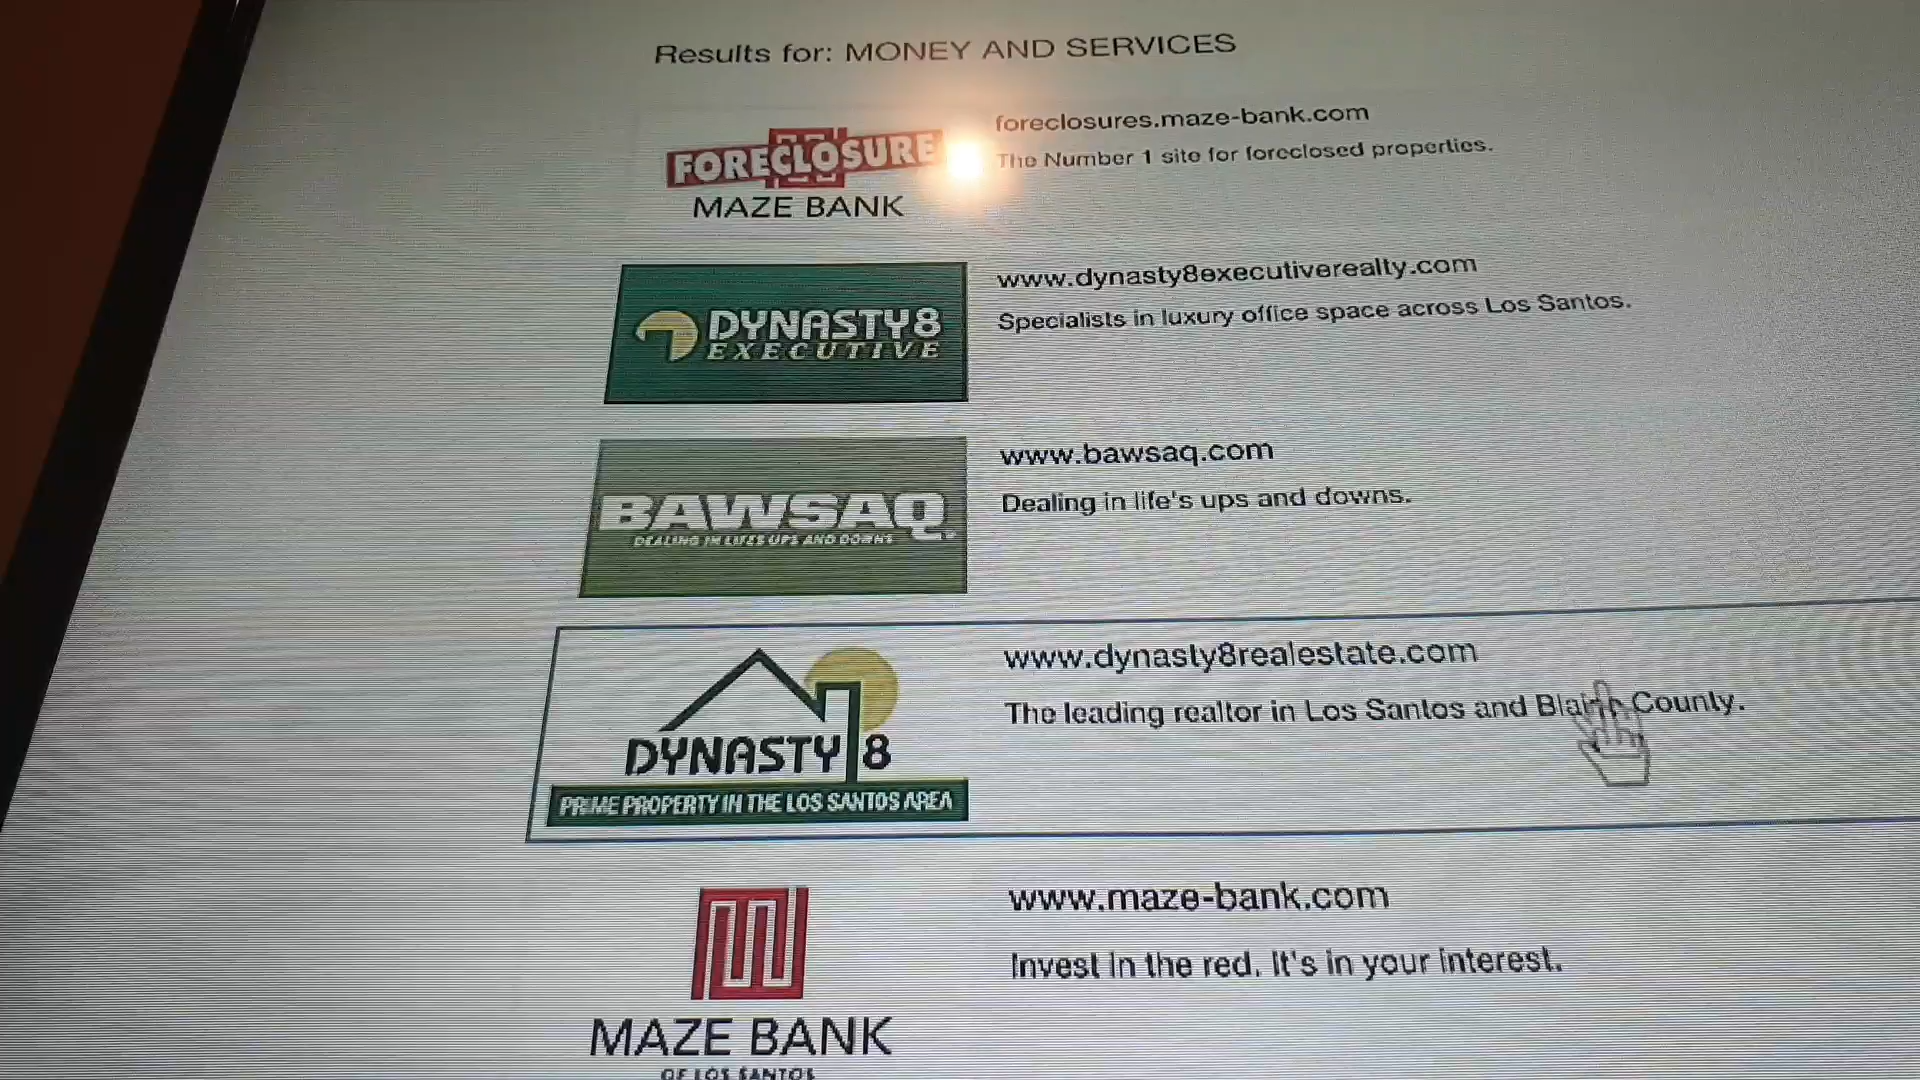 Results for: MONEY AND SERVICES
FORECLOSURE
MAZE BANK
foreclosures.maze-bank.com
The Number 1 site for foreclosed properties.
DYNASTY8
EXECUTIVE
www.dynasty8executiverealty.com
Specialists in luxury office space across Los Santos.
BAWSAQ
DEALING IN LIFES UPS AND DOWNS
www.bawsaq.com
Dealing in life's ups and downs.
DYNASTY 8
PRIME PROPERTY IN THE LOS SANTOS AREA
www.dynasty8realestate.com
The leading realtor in Los Santos and Blaine County.
MAZE BANK
OF LOS SANTOS
www.maze-bank.com
Invest in the red. It's in your interest.